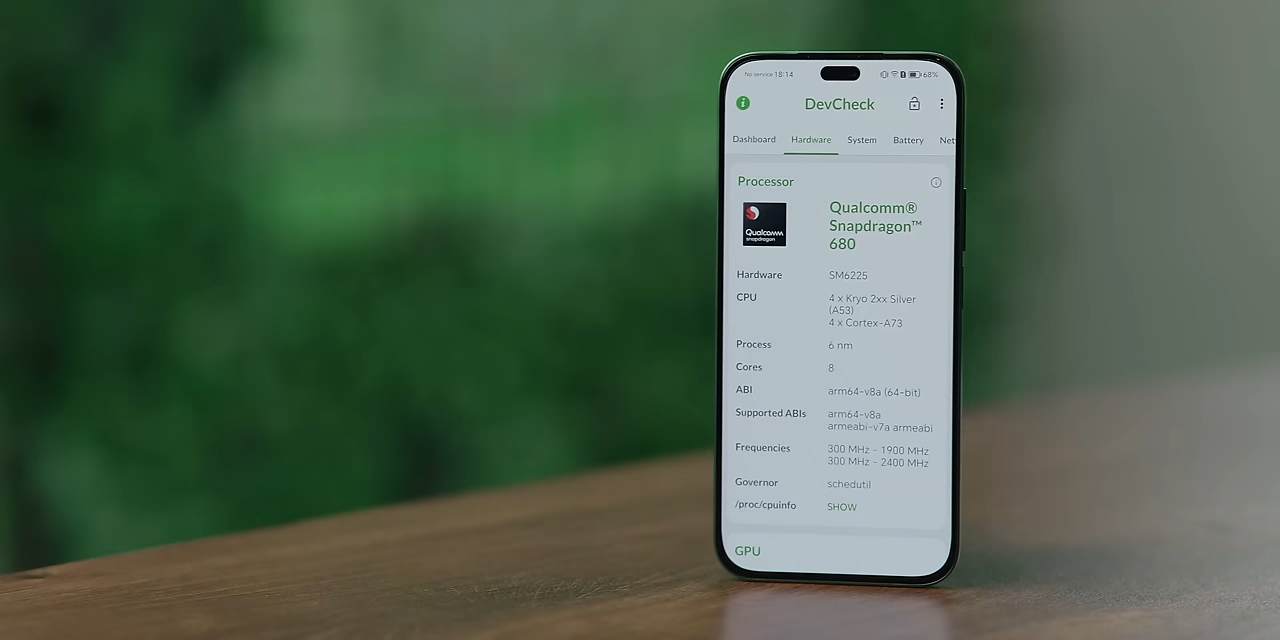 No service 18:14
68%
DevCheck
Dashboard Hardware System Battery Net
Processor
Qualcomm
snapdragon
Qualcomm®
Snapdragon™
680
Hardware SM6225
CPU 4 x Kryo 2xx Silver
(A53)
4 x Cortex-A73
Process 6 nm
Cores 8
ABI arm64-v8a (64-bit)
Supported ABIs arm64-v8a
armeabi-v7a armeabi
Frequencies 300 MHz - 1900 MHz
300 MHz - 2400 MHz
Governor schedutil
/proc/cpuinfo SHOW
GPU